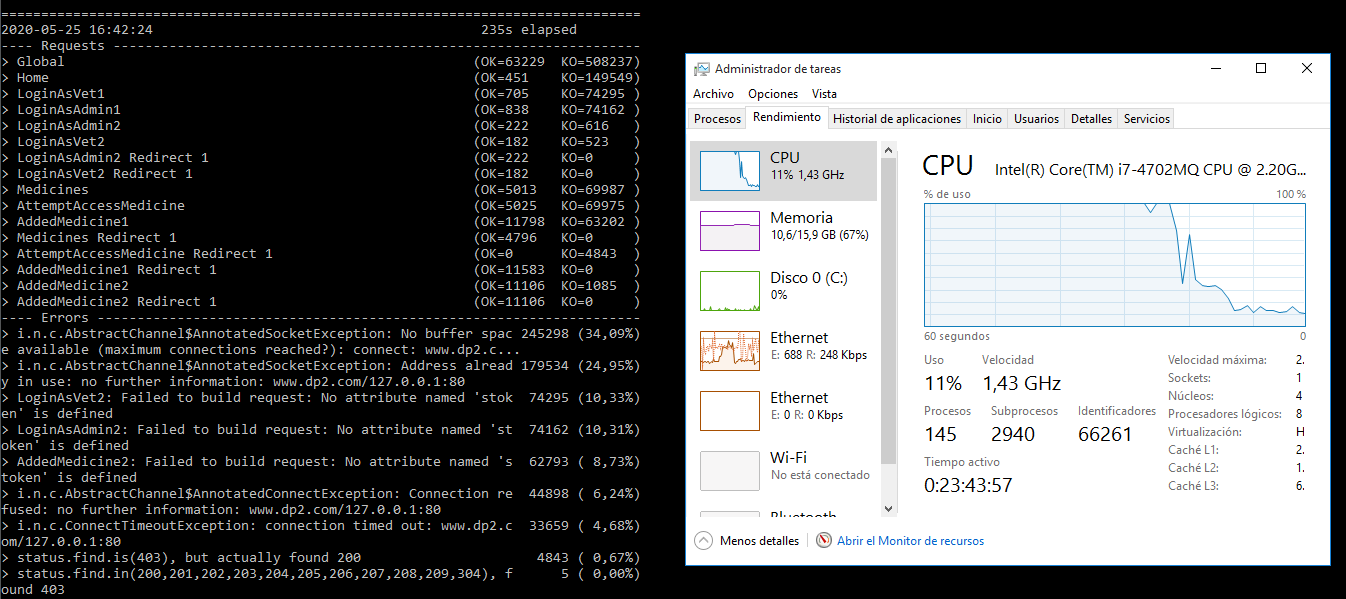 ================================================================================
2020-05-25 16:42:24                                         235s elapsed
---- Requests ------------------------------------------------------------------
> Global                                                   (OK=63229  KO=508237)
> Home                                                     (OK=451    KO=149549)
> LoginAsVet1                                              (OK=705    KO=74295 )
> LoginAsAdmin1                                            (OK=838    KO=74162 )
> LoginAsAdmin2                                            (OK=222    KO=616   )
> LoginAsVet2                                              (OK=182    KO=523   )
> LoginAsAdmin2 Redirect 1                                 (OK=222    KO=0     )
> LoginAsVet2 Redirect 1                                   (OK=182    KO=0     )
> Medicines                                                (OK=5013   KO=69987 )
> AttemptAccessMedicine                                    (OK=5025   KO=69975 )
> AddedMedicine1                                           (OK=11798  KO=63202 )
> Medicines Redirect 1                                     (OK=4796   KO=0     )
> AttemptAccessMedicine Redirect 1                         (OK=0      KO=4843  )
> AddedMedicine1 Redirect 1                                (OK=11583  KO=0     )
> AddedMedicine2                                           (OK=11106  KO=1085  )
> AddedMedicine2 Redirect 1                                (OK=11106  KO=0     )
---- Errors --------------------------------------------------------------------
> i.n.c.AbstractChannel$AnnotatedSocketException: No buffer spac 245298 (34,09%)
e available (maximum connections reached?): connect: www.dp2.c...
> i.n.c.AbstractChannel$AnnotatedSocketException: Address alread 179534 (24,95%)
y in use: no further information: www.dp2.com/127.0.0.1:80
> LoginAsVet2: Failed to build request: No attribute named 'stok  74295 (10,33%)
en' is defined
> LoginAsAdmin2: Failed to build request: No attribute named 'st  74162 (10,31%)
oken' is defined
> AddedMedicine2: Failed to build request: No attribute named 's  62793 ( 8,73%)
token' is defined
> i.n.c.AbstractChannel$AnnotatedConnectException: Connection re  44898 ( 6,24%)
fused: no further information: www.dp2.com/127.0.0.1:80
> i.n.c.ConnectTimeoutException: connection timed out: www.dp2.c  33659 ( 4,68%)
om/127.0.0.1:80
> status.find.is(403), but actually found 200                      4843 ( 0,67%)
> status.find.in(200,201,202,203,204,205,206,207,208,209,304), f      5 ( 0,00%)
ound 403
Administrador de tareas
Archivo Opciones Vista
Procesos Rendimiento Historial de aplicaciones Inicio Usuarios Detalles Servicios
CPU
11% 1,43 GHz
Memoria
10,6/15,9 GB (67%)
Disco 0 (C:)
0%
Ethernet
E: 688 R: 248 Kbps
Ethernet
E: 0 R: 0 Kbps
Wi-Fi
No está conectado
Bluetooth
CPU Intel(R) Core(TM) i7-4702MQ CPU @ 2.20G...
% de uso 100 %
60 segundos 0
Uso Velocidad
11% 1,43 GHz
Procesos Subprocesos Identificadores
145 2940 66261
Tiempo activo
0:23:43:57
Velocidad máxima: 2.
Sockets: 1
Núcleos: 4
Procesadores lógicos: 8
Virtualización: H
Caché L1: 2.
Caché L2: 1.
Caché L3: 6.
Menos detalles Abrir el Monitor de recursos